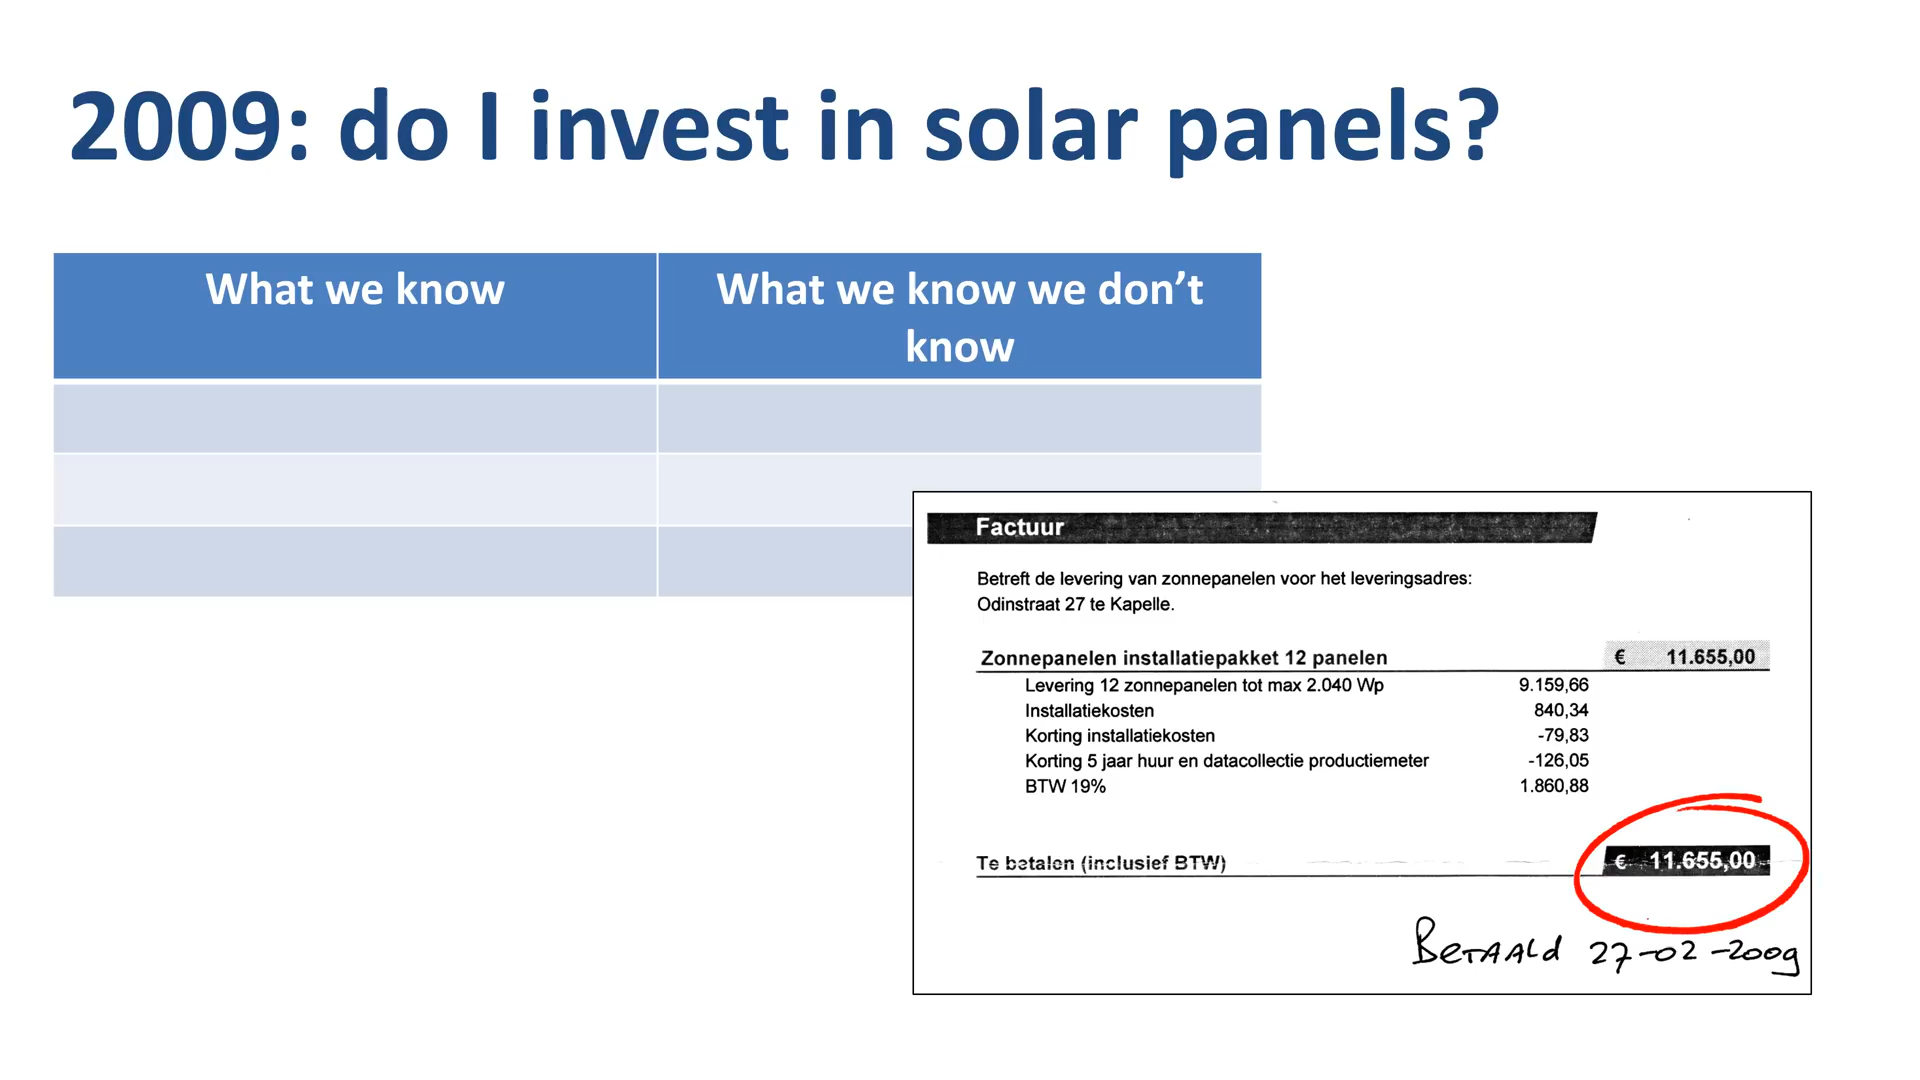 2009: do I invest in solar panels?
What we know
What we know we don’t
know
Factuur
Betreft de levering van zonnepanelen voor het leveringsadres:
Odinstraat 27 te Kapelle.
Zonnepanelen installatiepakket 12 panelen € 11.655,00
Levering 12 zonnepanelen tot max 2.040 Wp 9.159,66
Installatiekosten 840,34
Korting installatiekosten -79,83
Korting 5 jaar huur en datacollectie productiemeter -126,05
BTW 19% 1.860,88
Te betalen (inclusief BTW) € 11.655,00
Betaald 27-02-2009